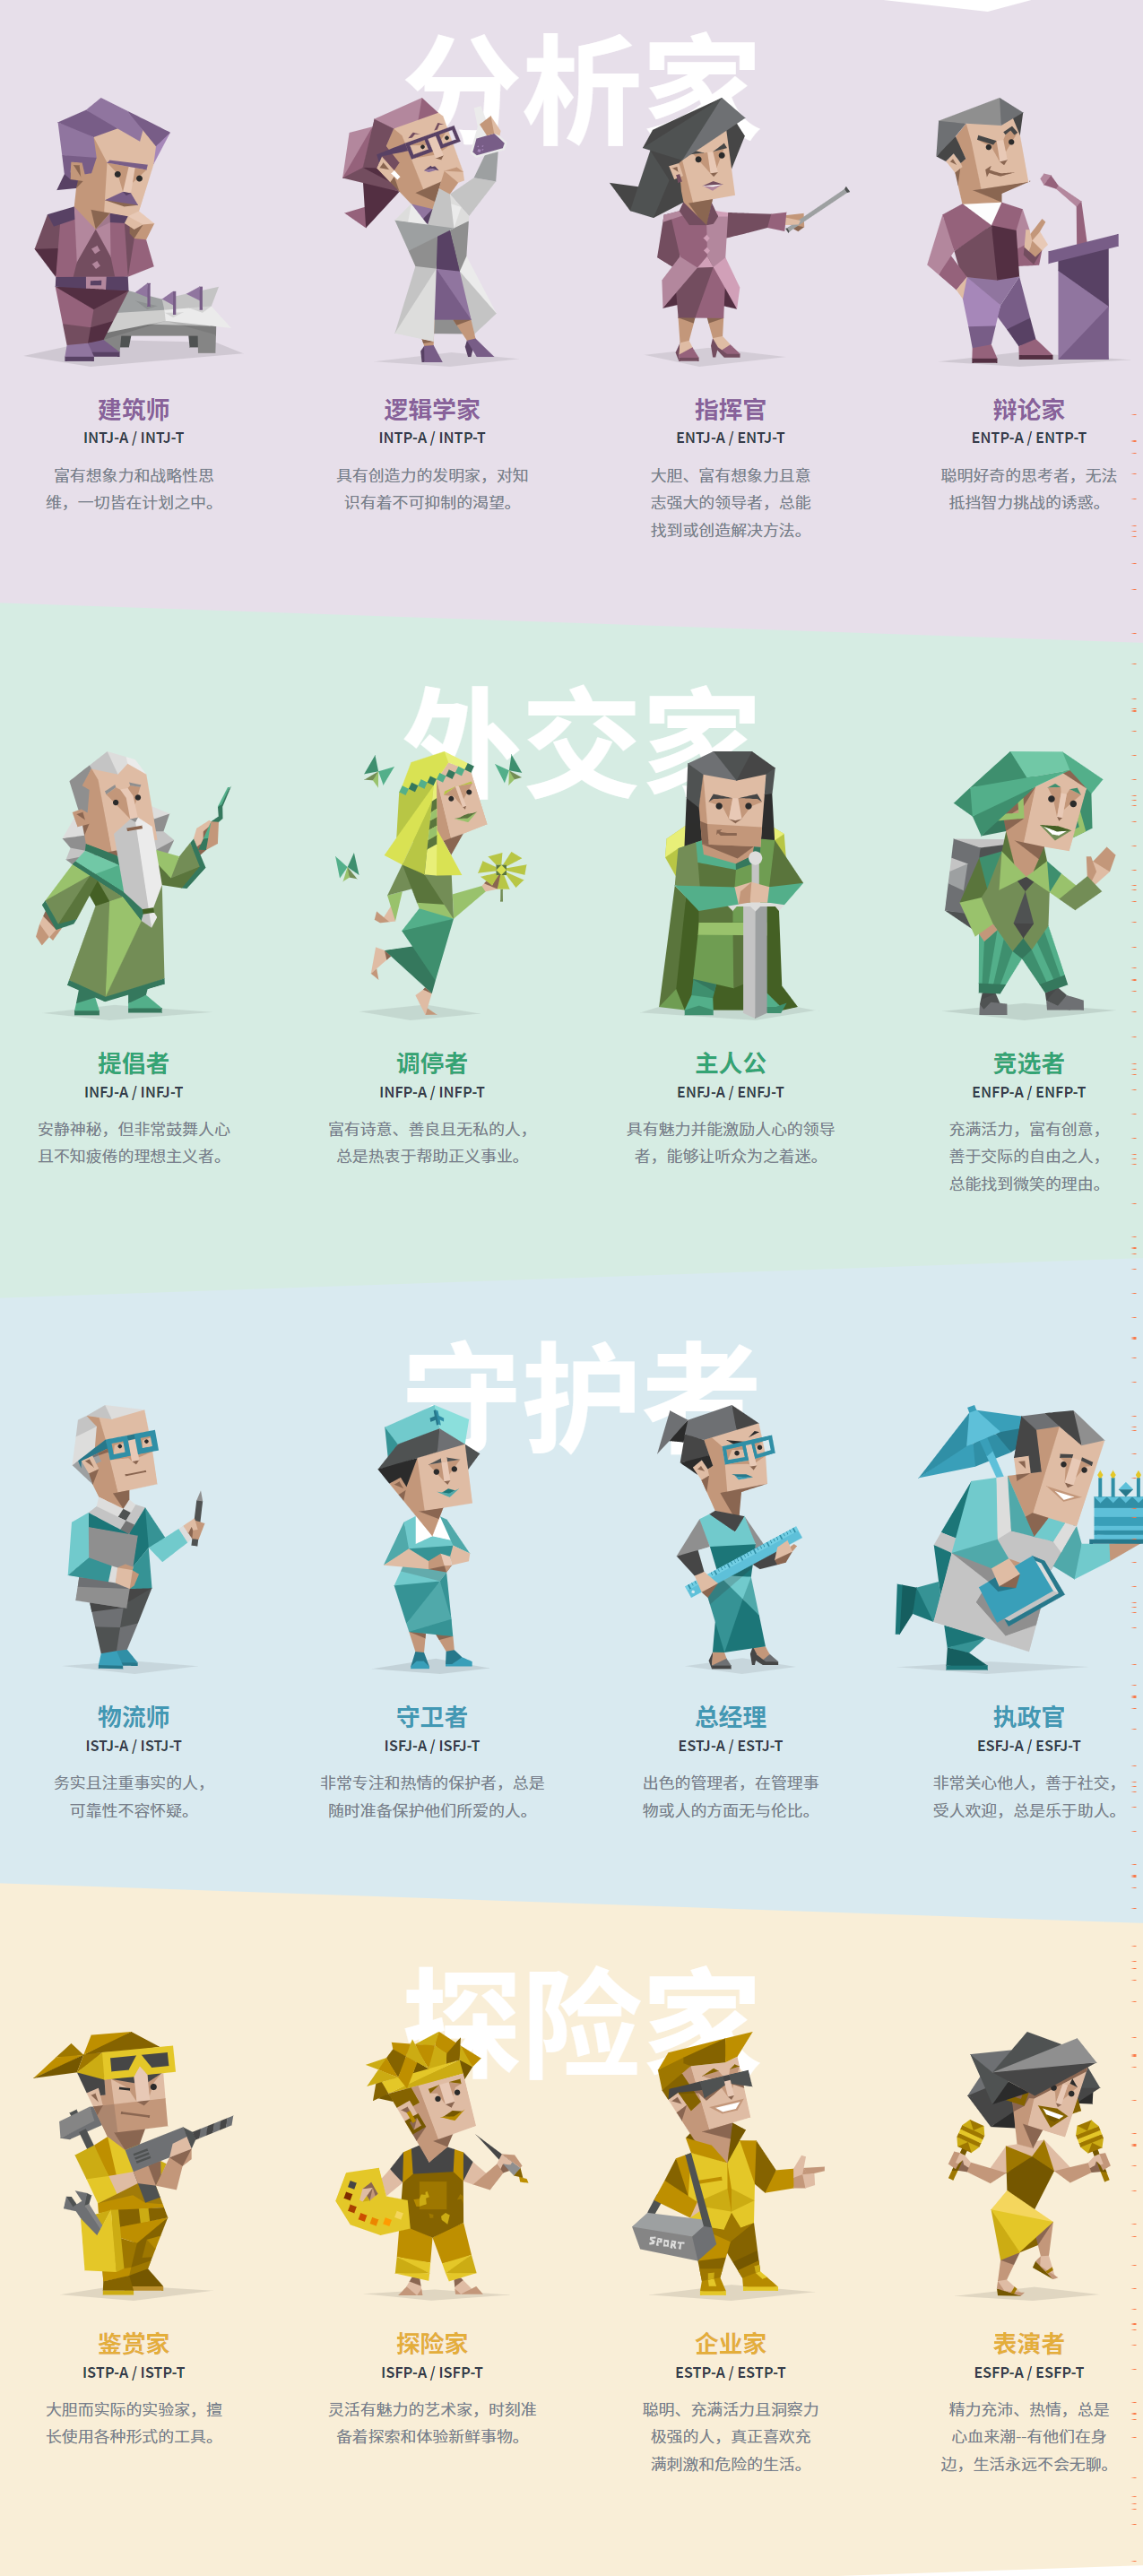 分析家
建筑师
INTJ-A / INTJ-T
富有想象力和战略性思
维，一切皆在计划之中。
逻辑学家
INTP-A / INTP-T
具有创造力的发明家，对知
识有着不可抑制的渴望。
指挥官
ENTJ-A / ENTJ-T
大胆、富有想象力且意
志强大的领导者，总能
找到或创造解决方法。
辩论家
ENTP-A / ENTP-T
聪明好奇的思考者，无法
抵挡智力挑战的诱惑。
外交家
提倡者
INFJ-A / INFJ-T
安静神秘，但非常鼓舞人心
且不知疲倦的理想主义者。
调停者
INFP-A / INFP-T
富有诗意、善良且无私的人，
总是热衷于帮助正义事业。
主人公
ENFJ-A / ENFJ-T
具有魅力并能激励人心的领导
者，能够让听众为之着迷。
竞选者
ENFP-A / ENFP-T
充满活力，富有创意，
善于交际的自由之人，
总能找到微笑的理由。
守护者
物流师
ISTJ-A / ISTJ-T
务实且注重事实的人，
可靠性不容怀疑。
守卫者
ISFJ-A / ISFJ-T
非常专注和热情的保护者，总是
随时准备保护他们所爱的人。
总经理
ESTJ-A / ESTJ-T
出色的管理者，在管理事
物或人的方面无与伦比。
执政官
ESFJ-A / ESFJ-T
非常关心他人，善于社交，
受人欢迎，总是乐于助人。
探险家
SPORT
鉴赏家
ISTP-A / ISTP-T
大胆而实际的实验家，擅
长使用各种形式的工具。
探险家
ISFP-A / ISFP-T
灵活有魅力的艺术家，时刻准
备着探索和体验新鲜事物。
企业家
ESTP-A / ESTP-T
聪明、充满活力且洞察力
极强的人，真正喜欢充
满刺激和危险的生活。
表演者
ESFP-A / ESFP-T
精力充沛、热情，总是
心血来潮--有他们在身
边，生活永远不会无聊。